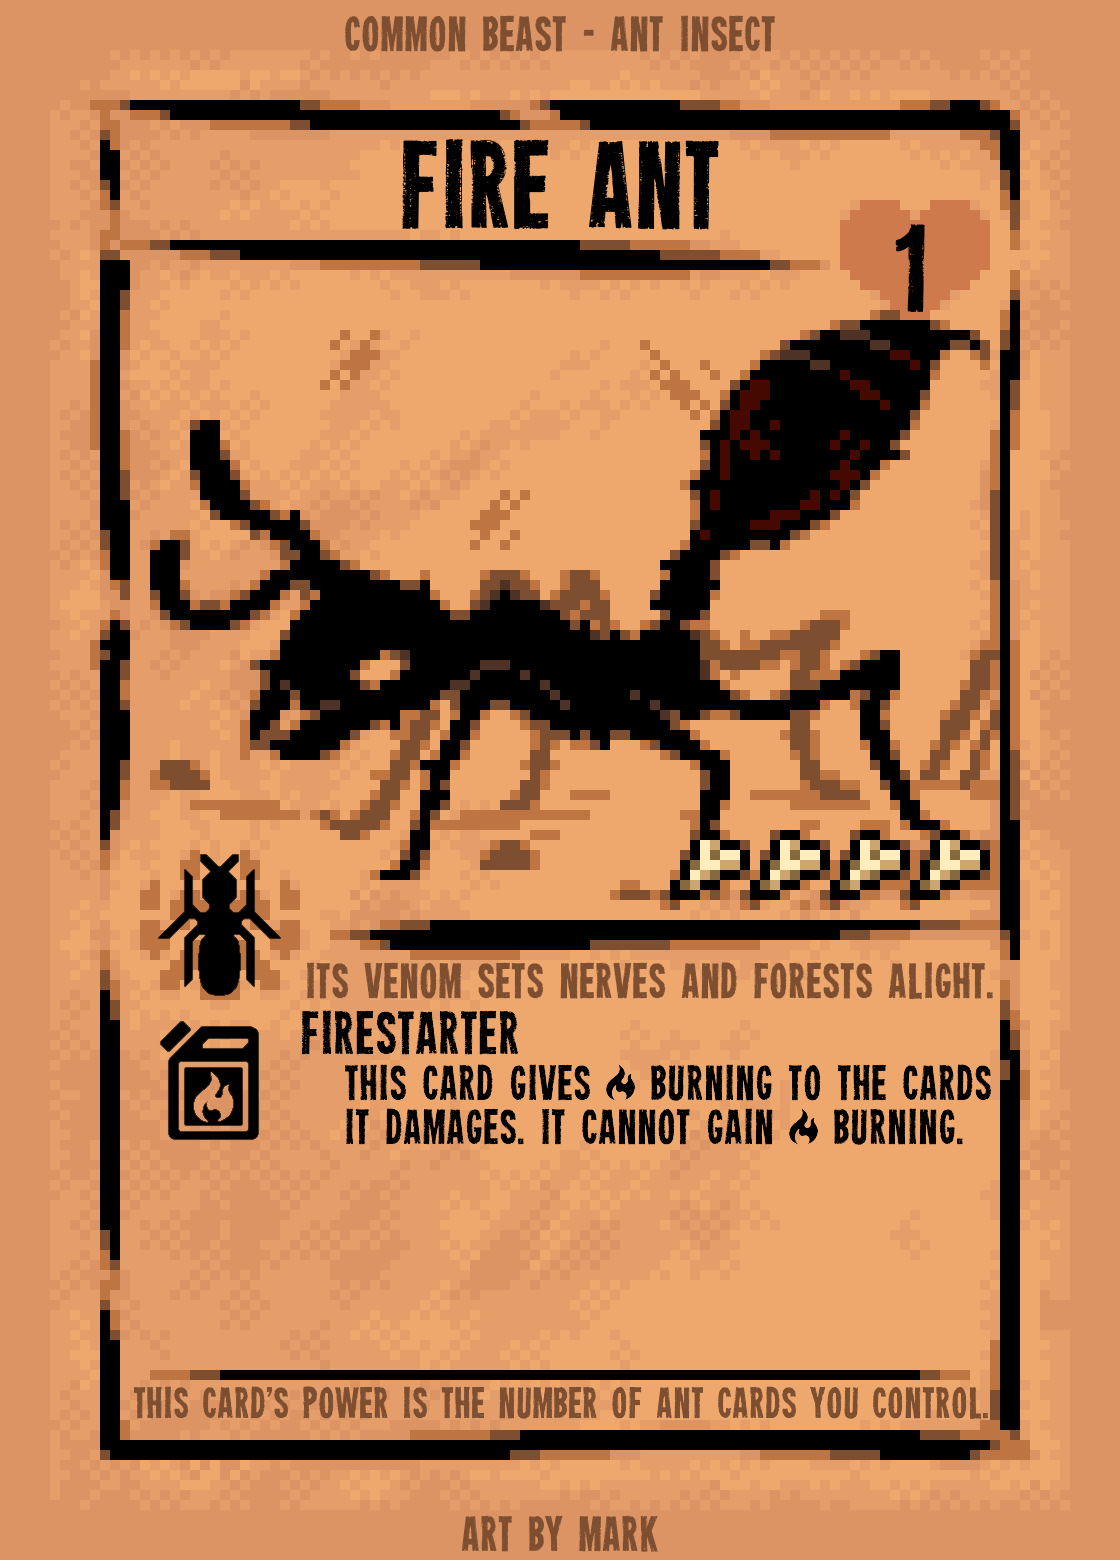 COMMON BEAST - ANT INSECT
FIRE ANT
1
ITS VENOM SETS NERVES AND FORESTS ALIGHT.
FIRESTARTER
THIS CARD GIVES BURNING TO THE CARDS
IT DAMAGES. IT CANNOT GAIN BURNING.
THIS CARD'S POWER IS THE NUMBER OF ANT CARDS YOU CONTROL.
ART BY MARK